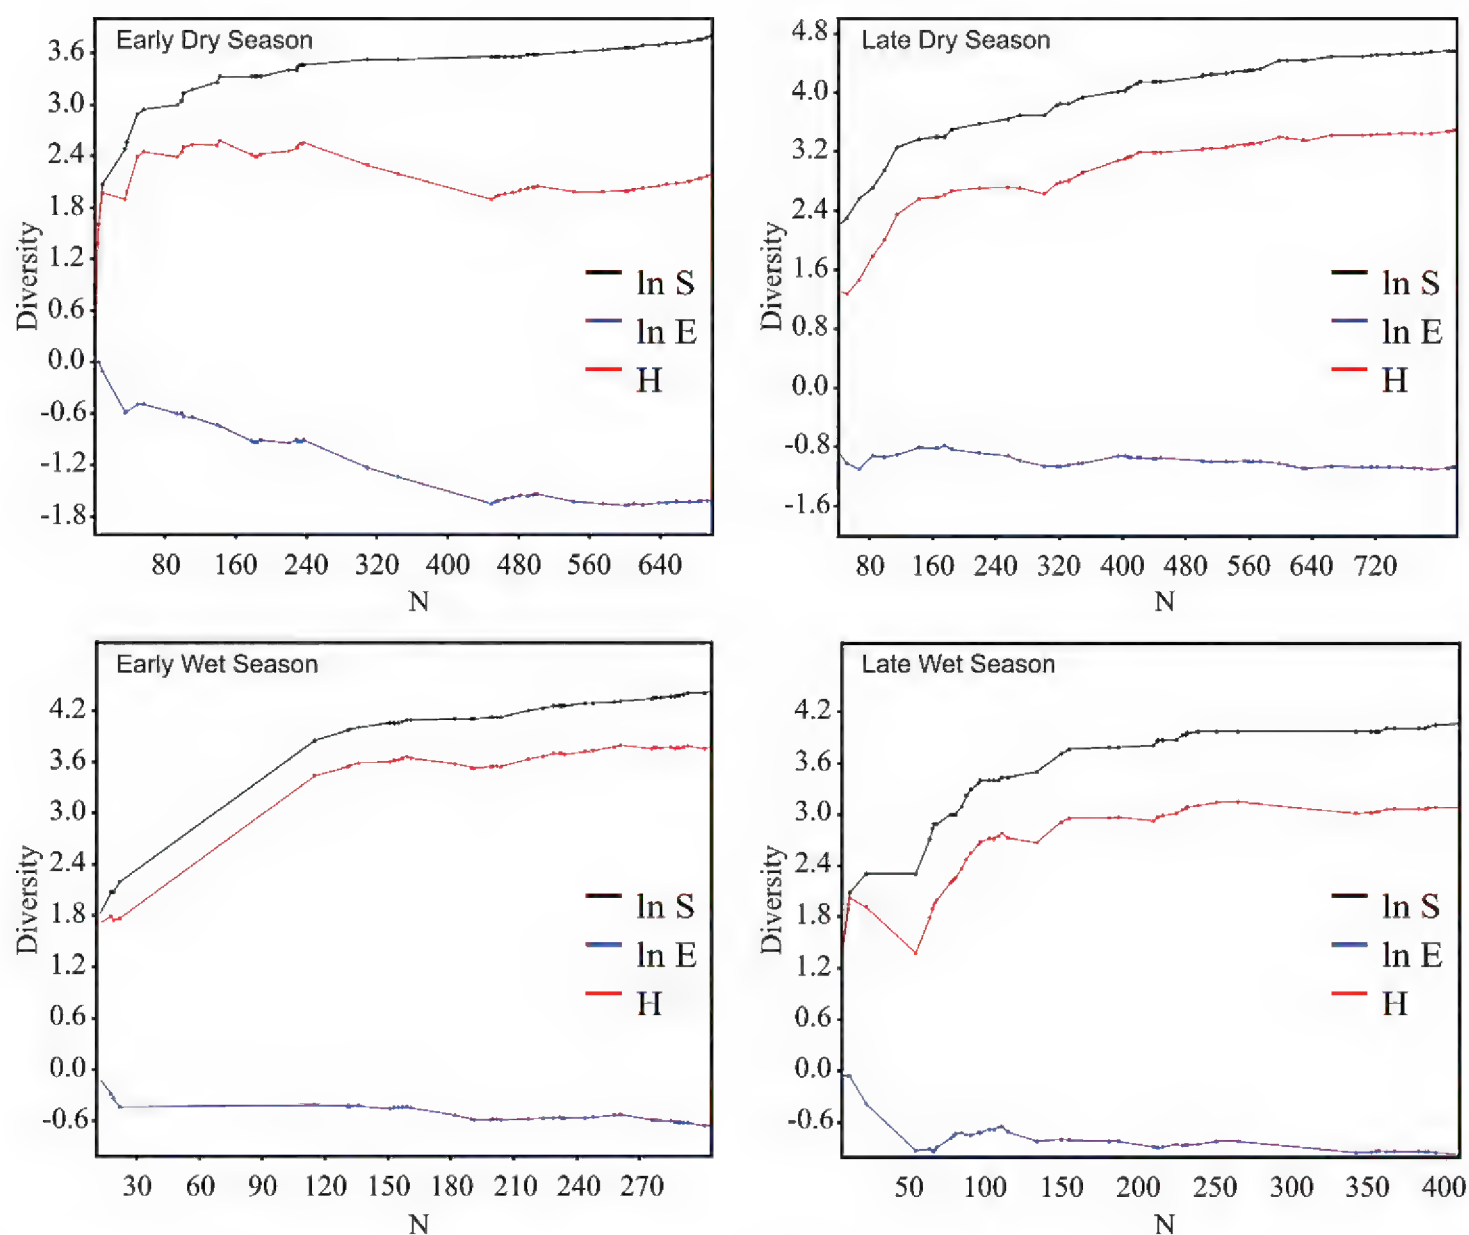 Early Dry Season
3.6
3.0
2.4
1.8
1.2
0.6
0.0
-0.6
-1.2
-1.8
Diversity
ln S
ln E
H
80 160 240 320 400 480 560 640
N
Late Dry Season
4.8
4.0
3.2
2.4
1.6
0.8
0.0
-0.8
-1.6
Diversity
ln S
ln E
H
80 160 240 320 400 480 560 640 720
N
Early Wet Season
4.2
3.6
3.0
2.4
1.8
1.2
0.6
0.0
-0.6
Diversity
ln S
ln E
H
30 60 90 120 150 180 210 240 270
N
Late Wet Season
4.2
3.6
3.0
2.4
1.8
1.2
0.6
0.0
-0.6
Diversity
ln S
ln E
H
50 100 150 200 250 300 350 400
N